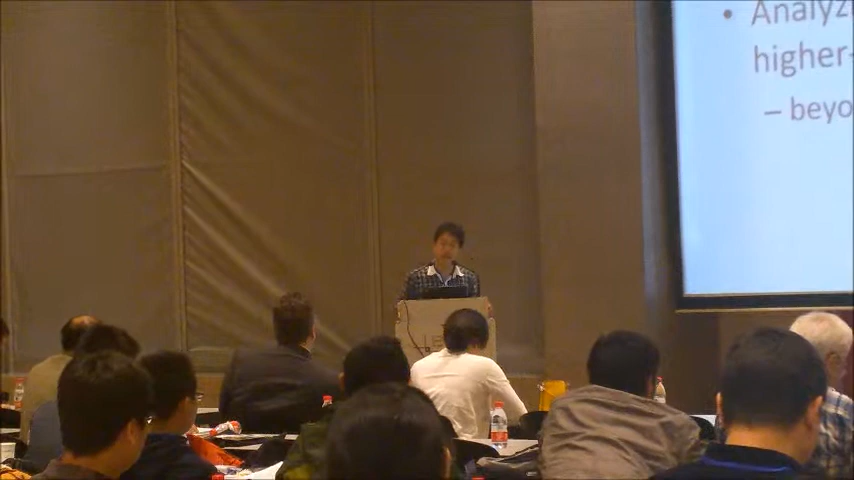 • Analyz
higher-
– beyo